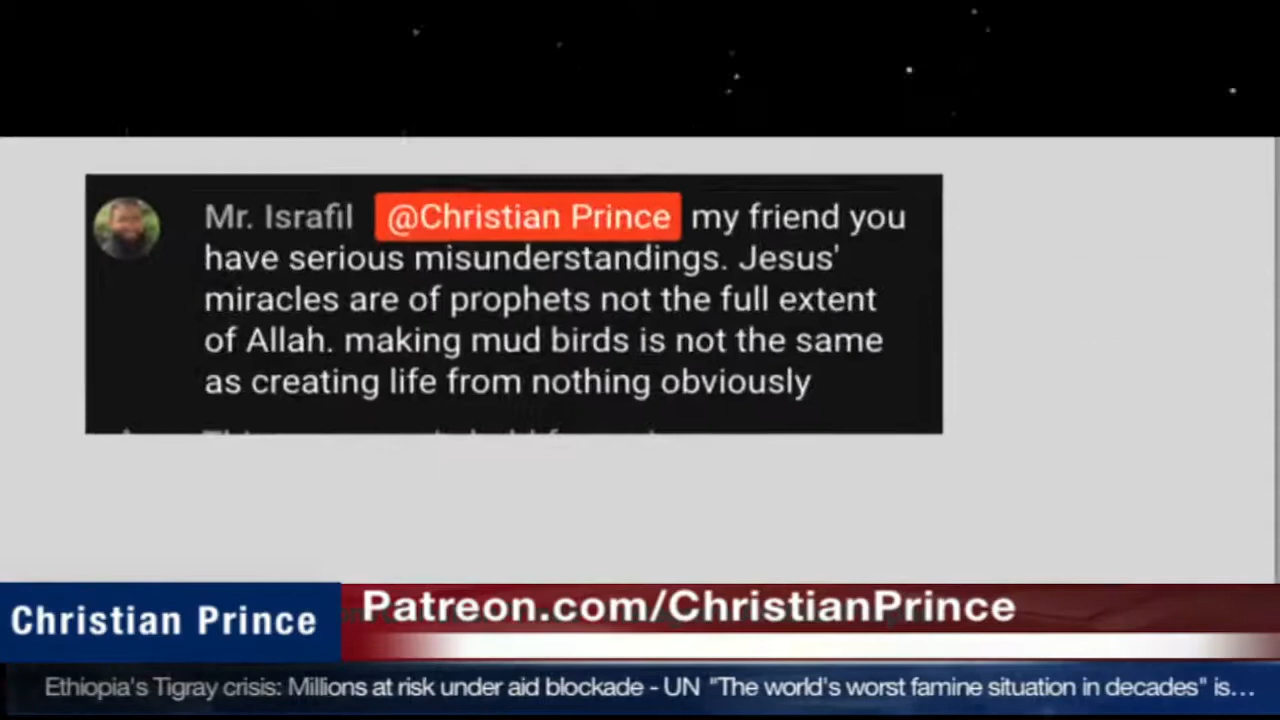 Mr. Israfil @Christian Prince my friend you
have serious misunderstandings. Jesus'
miracles are of prophets not the full extent
of Allah. making mud birds is not the same
as creating life from nothing obviously
Christian Prince
Patreon.com/ChristianPrince
Ethiopia's Tigray crisis: Millions at risk under aid blockade - UN "The world's worst famine situation in decades" is...